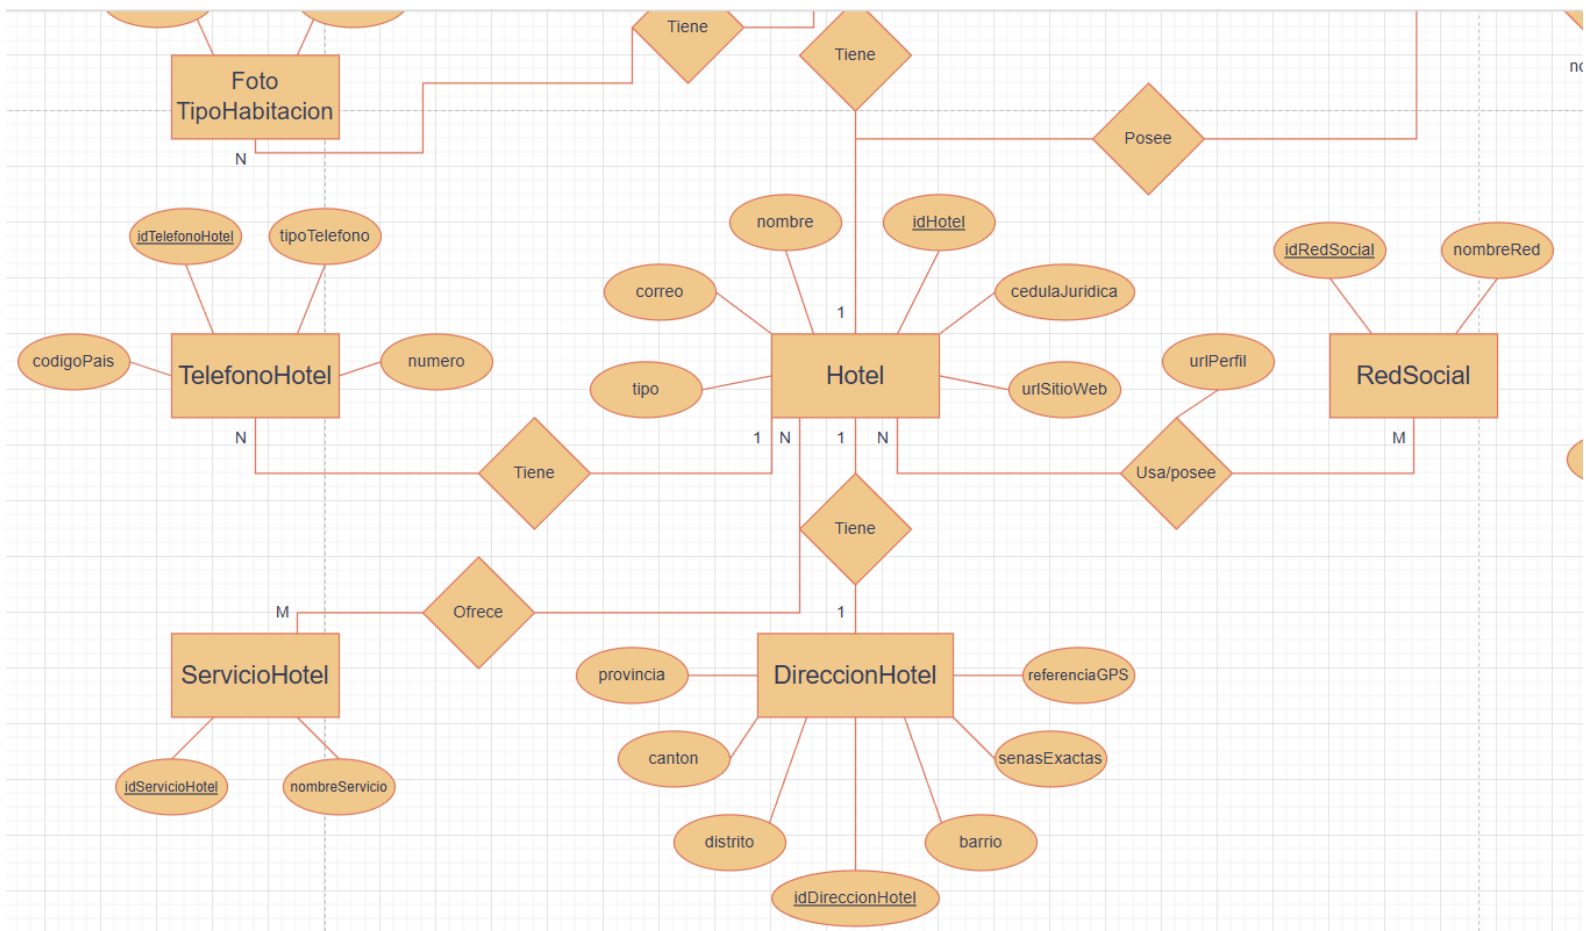 Tiene
Tiene
Foto
TipoHabitacion
N
Posee
idTelefonoHotel
tipoTelefono
nombre
idHotel
idRedSocial
nombreRed
correo
cedulaJuridica
1
codigoPais
TelefonoHotel
numero
tipo
Hotel
urlSitioWeb
urlPerfil
RedSocial
N
1
N
1
N
M
Tiene
Usa/posee
Tiene
M
Ofrece
1
ServicioHotel
provincia
DireccionHotel
referenciaGPS
canton
senasExactas
idServicioHotel
nombreServicio
distrito
barrio
idDireccionHotel